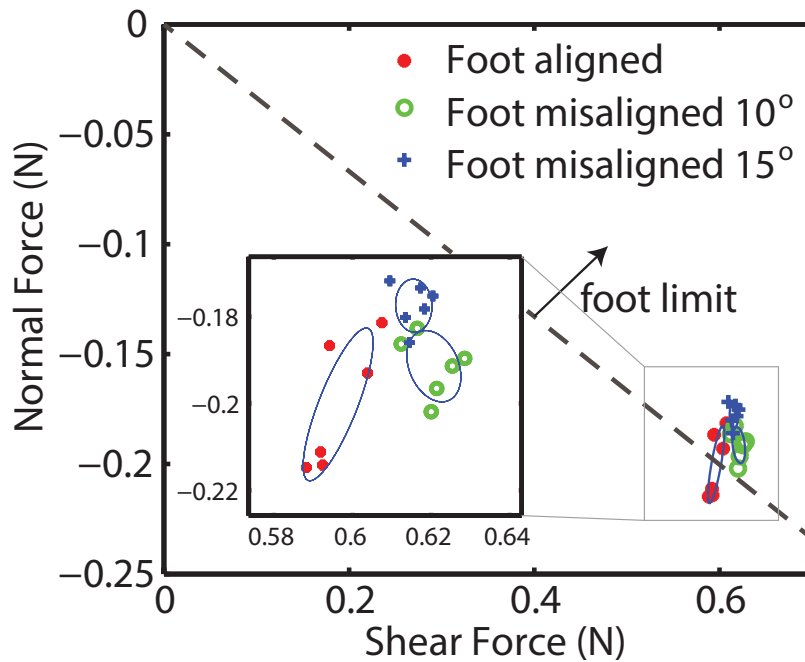 0
−0.05
−0.1
−0.15
−0.2
−0.25
Normal Force (N)
Foot aligned
Foot misaligned 10°
Foot misaligned 15°
foot limit
−0.18
−0.2
−0.22
0.58
0.6
0.62
0.64
0
0.2
0.4
0.6
Shear Force (N)